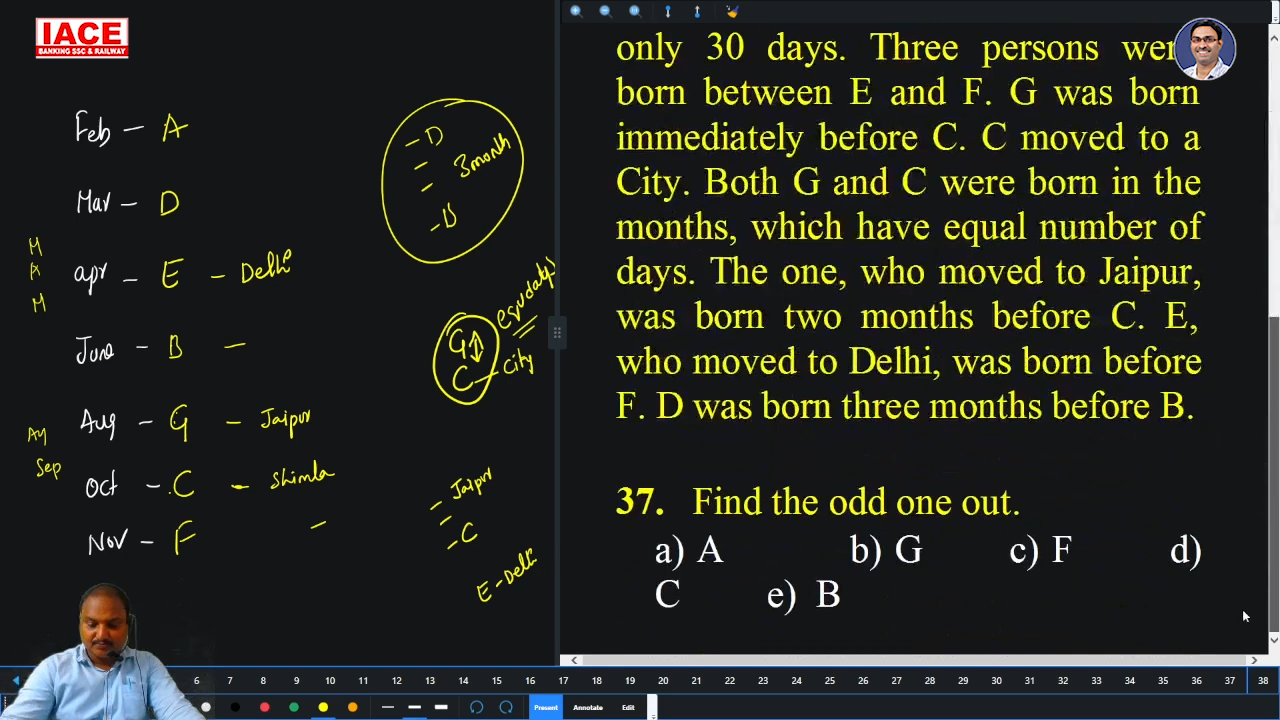 IACE
BANKING SSC & RAILWAY
Feb - A
Mar - D
apr - E - Delhi
June - B -
Aug - G - Jaipur
Oct - C - Shimla
Nov - F
M
A
M
Sep
- D
3 month
- B
G
C - City
- Jaipur
- C
E - Delhi
only 30 days. Three persons were
born between E and F. G was born
immediately before C. C moved to a
City. Both G and C were born in the
months, which have equal number of
days. The one, who moved to Jaipur,
was born two months before C. E,
who moved to Delhi, was born before
F. D was born three months before B.
37. Find the odd one out.
a) A b) G c) F d)
C e) B
6 7 8 9 10 11 12 13 14 15 16 17 18 19 20 21 22 23 24 25 26 27 28 29 30 31 32 33 34 35 36 37 38
Present Annotate Edit